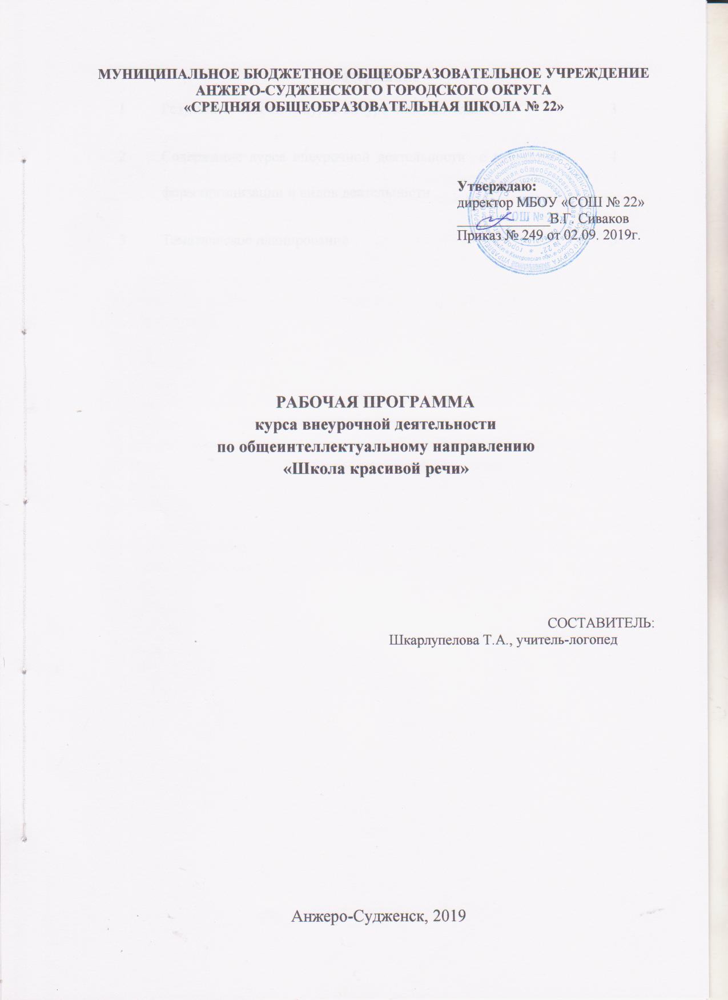 МУНИЦИПАЛЬНОЕ БЮДЖЕТНОЕ ОБЩЕОБРАЗОВАТЕЛЬНОЕ УЧРЕЖДЕНИЕ
АНЖЕРО-СУДЖЕНСКОГО ГОРОДСКОГО ОКРУГА
«СРЕДНЯЯ ОБЩЕОБРАЗОВАТЕЛЬНАЯ ШКОЛА № 22»
Утверждаю:
директор МБОУ «СОШ № 22»
_____________В.Г . Сиваков
Приказ № 249 от 02.09. 2019г.
РАБОЧАЯ ПРОГРАММА
курса внеурочной деятельности
по общеинтеллектуальному направлению
«Школа красивой речи»
СОСТАВИТЕЛЬ:
Шкарлупелова Т.А., учитель-логопед
Анжеро-Судженск, 2019